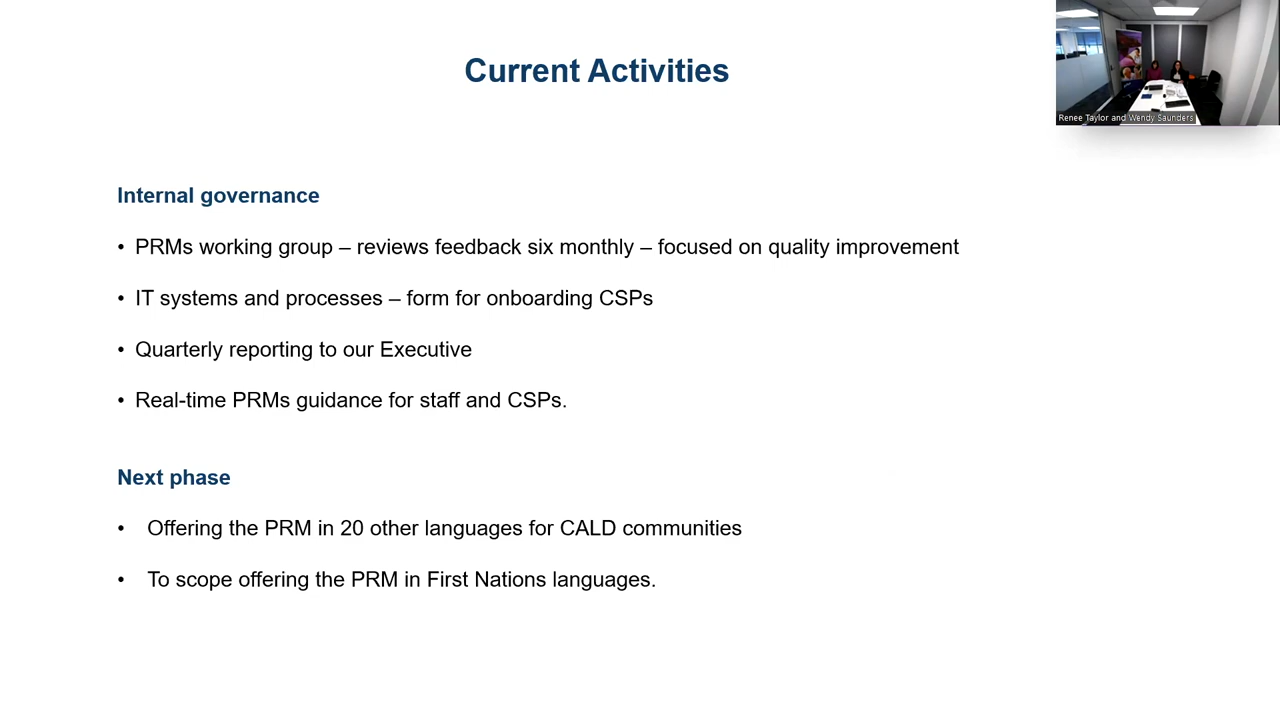 Current Activities
Renee Taylor and Wendy Saunders
Internal governance
• PRMs working group – reviews feedback six monthly – focused on quality improvement
• IT systems and processes – form for onboarding CSPs
• Quarterly reporting to our Executive
• Real-time PRMs guidance for staff and CSPs.
Next phase
• Offering the PRM in 20 other languages for CALD communities
• To scope offering the PRM in First Nations languages.